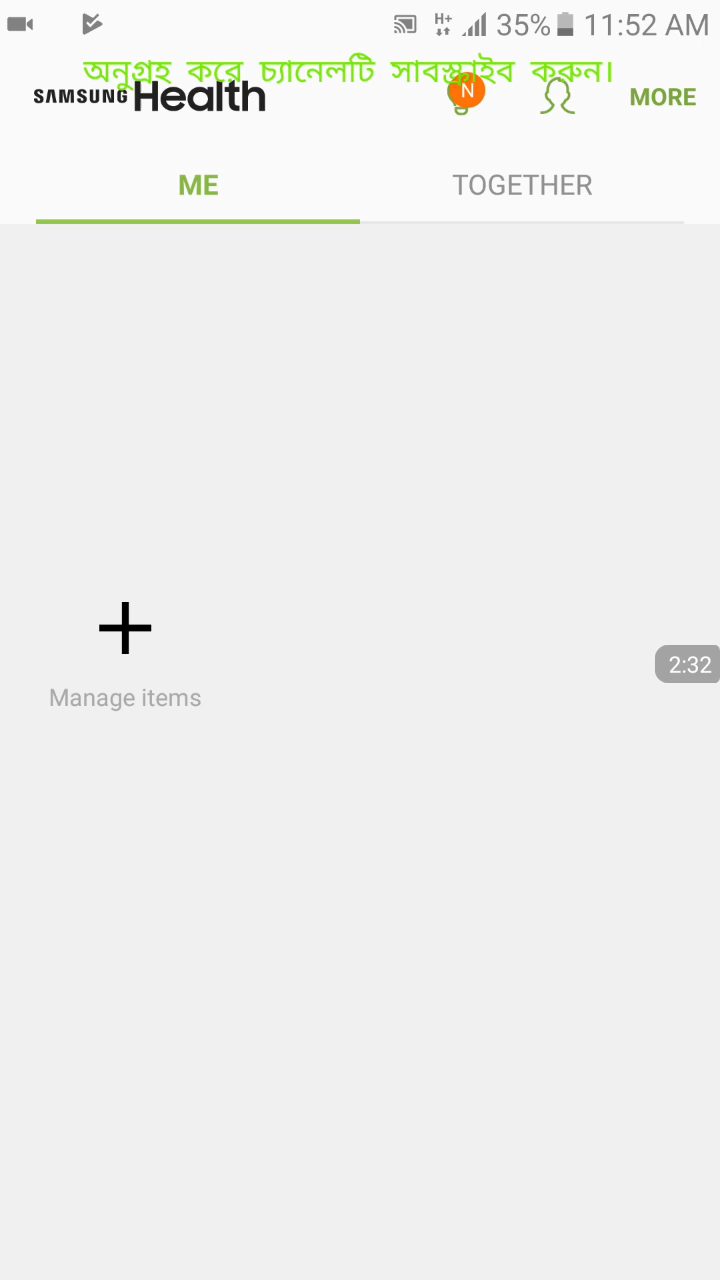 H+ 35% 11:52 AM
অনুগ্রহ করে চ্যানেলটি সাবস্ক্রাইব করুন।
SAMSUNG Health N MORE
ME TOGETHER
2:32
Manage items